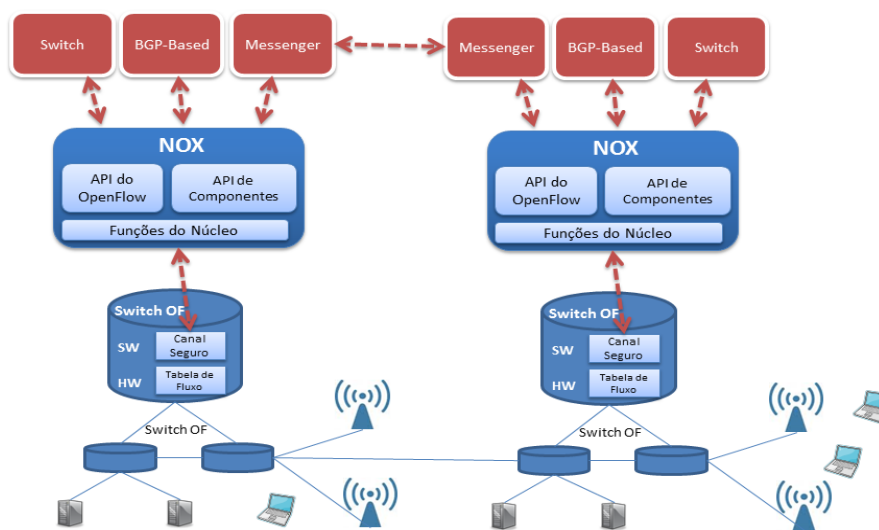 Switch
BGP-Based
Messenger
Messenger
BGP-Based
Switch
NOX
API do
OpenFlow
API de
Componentes
Funções do Núcleo
NOX
API do
OpenFlow
API de
Componentes
Funções do Núcleo
Switch OF
SW
Canal
Seguro
HW
Tabela de
Fluxo
Switch OF
Switch OF
SW
Canal
Seguro
HW
Tabela de
Fluxo
Switch OF